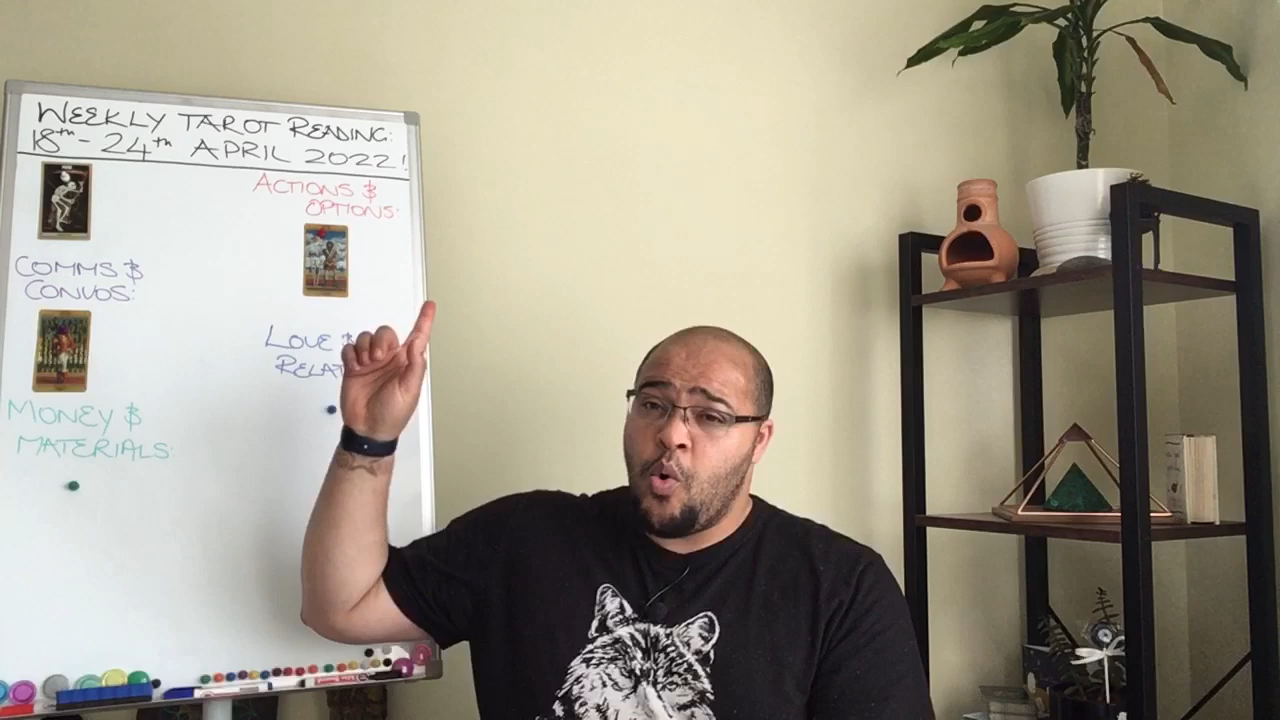 WEEKLY TAROT READING:
18th - 24th APRIL 2022!
ACTIONS &
OPTIONS:
COMMS &
CONVOS:
LOVE
MONEY &
MATERIALS: